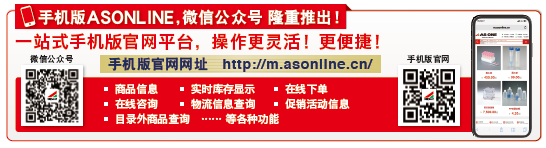 手机版ASONLINE,微信公众号 隆重推出!
一站式手机版官网平台，操作更灵活！更便捷！
微信公众号
手机版官网网址 http://m.asonline.cn/
手机版官网
商品信息 实时库存显示 在线下单
在线咨询 物流信息查询 促销活动信息
目录外商品查询 ······ 等各种功能
AS ONE